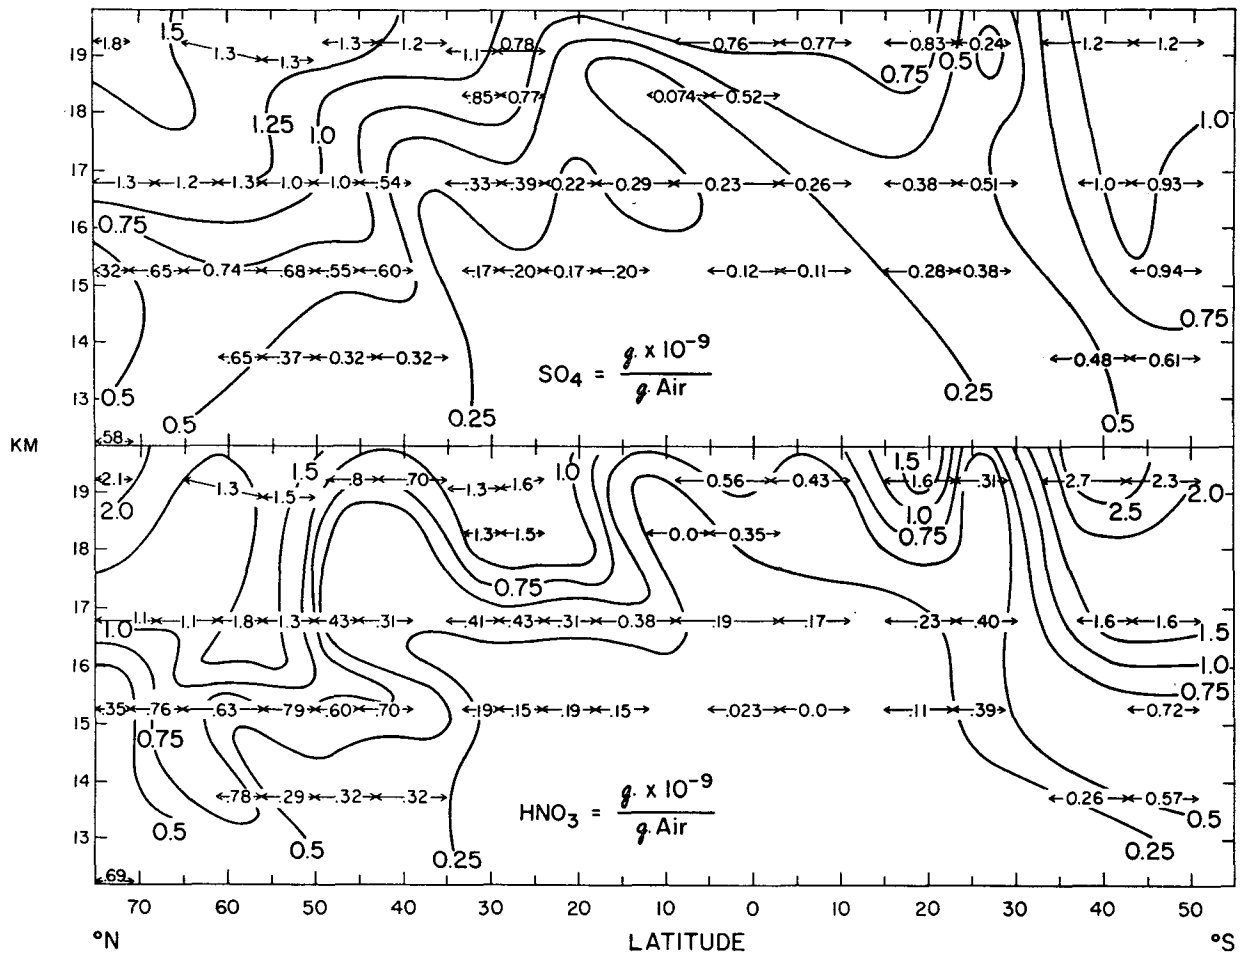 1.5
1.8 1.3 1.3 1.2 0.78 0.76 0.77 0.83 0.24 1.2 1.2
19 1.3 1.1 0.5
0.75
.85 0.77 0.074 0.52
18
1.25 1.0 1.0
17
1.3 1.2 1.3 1.0 1.0 .54 .33 .39 0.22 0.29 0.23 0.26 0.38 0.51 1.0 0.93
16 0.75
.32 .65 0.74 .68 .55 .60 .17 .20 0.17 .20 0.12 0.11 0.28 0.38 0.94
15
0.75
14
.65 .37 0.32 0.32 SO4 = g. x 10-9 / g. Air 0.48 0.61
13 0.5 0.25
0.5 0.25 0.5
.58
KM
1.5 1.0 1.5
2.1 1.3 .8 .70 1.3 1.6 0.56 0.43 1.6 .31 2.7 2.3
19 1.5 2.0
2.0 1.0 2.5
1.3 1.5 0.0 0.35 0.75
18
0.75
17
1.1 1.1 1.8 1.3 .43 .31 .41 .43 .31 0.38 .19 .17 .23 .40 1.6 1.6
1.0 1.5
16 1.0
0.75
.35 .76 .63 .79 .60 .70 .19 .15 .19 .15 .023 0.0 .11 .39 0.72
15
0.75
14
.78 .29 .32 .32 HNO3 = g. x 10-9 / g. Air 0.26 0.57
13 0.5 0.5
0.5 0.25 0.25
.69
70 60 50 40 30 20 10 0 10 20 30 40 50
°N LATITUDE °S